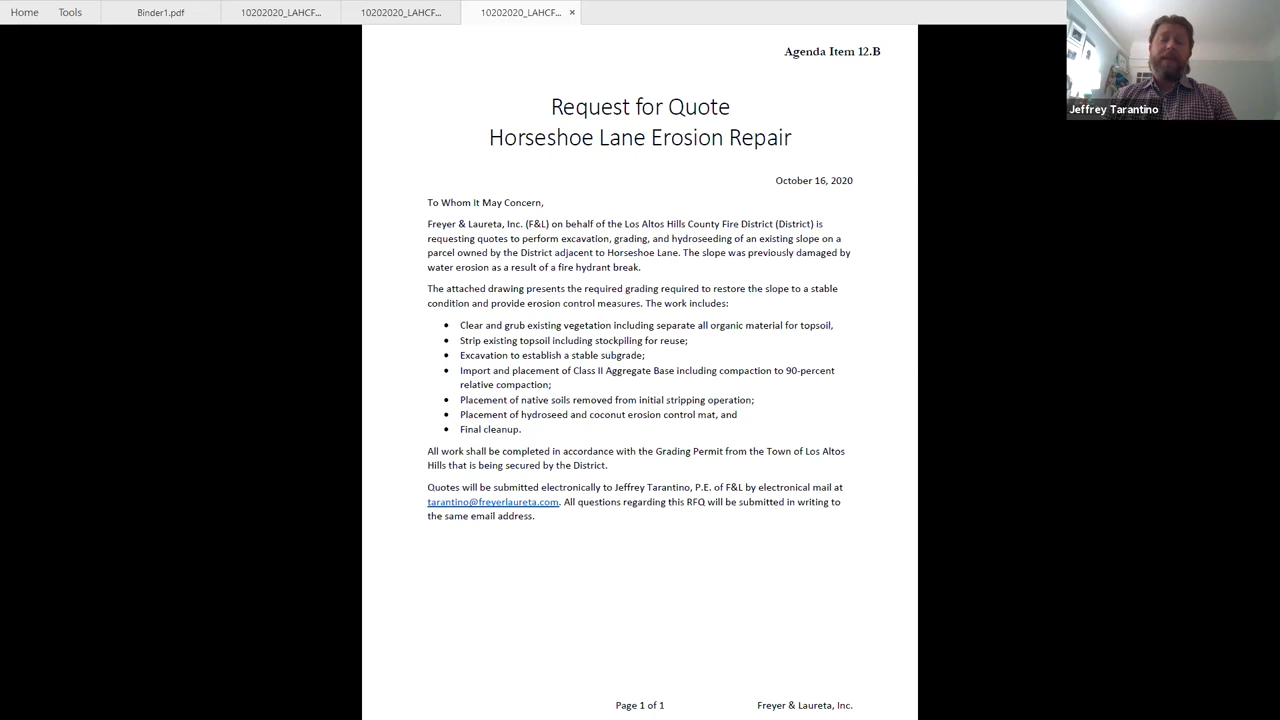 Home Tools Binder1.pdf 10202020_LAHCF... 10202020_LAHCF... 10202020_LAHCF... ×
Jeffrey Tarantino
Agenda Item 12.B
Request for Quote
Horseshoe Lane Erosion Repair
October 16, 2020
To Whom It May Concern,
Freyer & Laureta, Inc. (F&L) on behalf of the Los Altos Hills County Fire District (District) is
requesting quotes to perform excavation, grading, and hydroseeding of an existing slope on a
parcel owned by the District adjacent to Horseshoe Lane. The slope was previously damaged by
water erosion as a result of a fire hydrant break.
The attached drawing presents the required grading required to restore the slope to a stable
condition and provide erosion control measures. The work includes:
• Clear and grub existing vegetation including separate all organic material for topsoil,
• Strip existing topsoil including stockpiling for reuse;
• Excavation to establish a stable subgrade;
• Import and placement of Class II Aggregate Base including compaction to 90-percent
relative compaction;
• Placement of native soils removed from initial stripping operation;
• Placement of hydroseed and coconut erosion control mat, and
• Final cleanup.
All work shall be completed in accordance with the Grading Permit from the Town of Los Altos
Hills that is being secured by the District.
Quotes will be submitted electronically to Jeffrey Tarantino, P.E. of F&L by electronical mail at
tarantino@freyerlaureta.com. All questions regarding this RFQ will be submitted in writing to
the same email address.
Page 1 of 1 Freyer & Laureta, Inc.